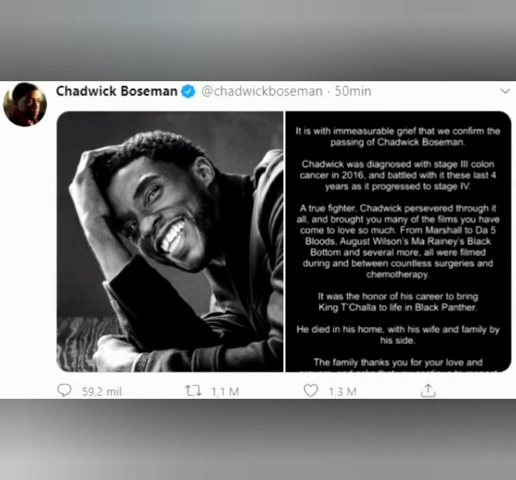 Chadwick Boseman @chadwickboseman · 50min
It is with immeasurable grief that we confirm the
passing of Chadwick Boseman.
Chadwick was diagnosed with stage III colon
cancer in 2016, and battled with it these last 4
years as it progressed to stage IV.
A true fighter, Chadwick persevered through it
all, and brought you many of the films you have
come to love so much. From Marshall to Da 5
Bloods, August Wilson's Ma Rainey's Black
Bottom and several more, all were filmed
during and between countless surgeries and
chemotherapy.
It was the honor of his career to bring
King T'Challa to life in Black Panther.
He died in his home, with his wife and family by
his side.
The family thanks you for your love and
59,2 mil 1,1 M 1,3 M